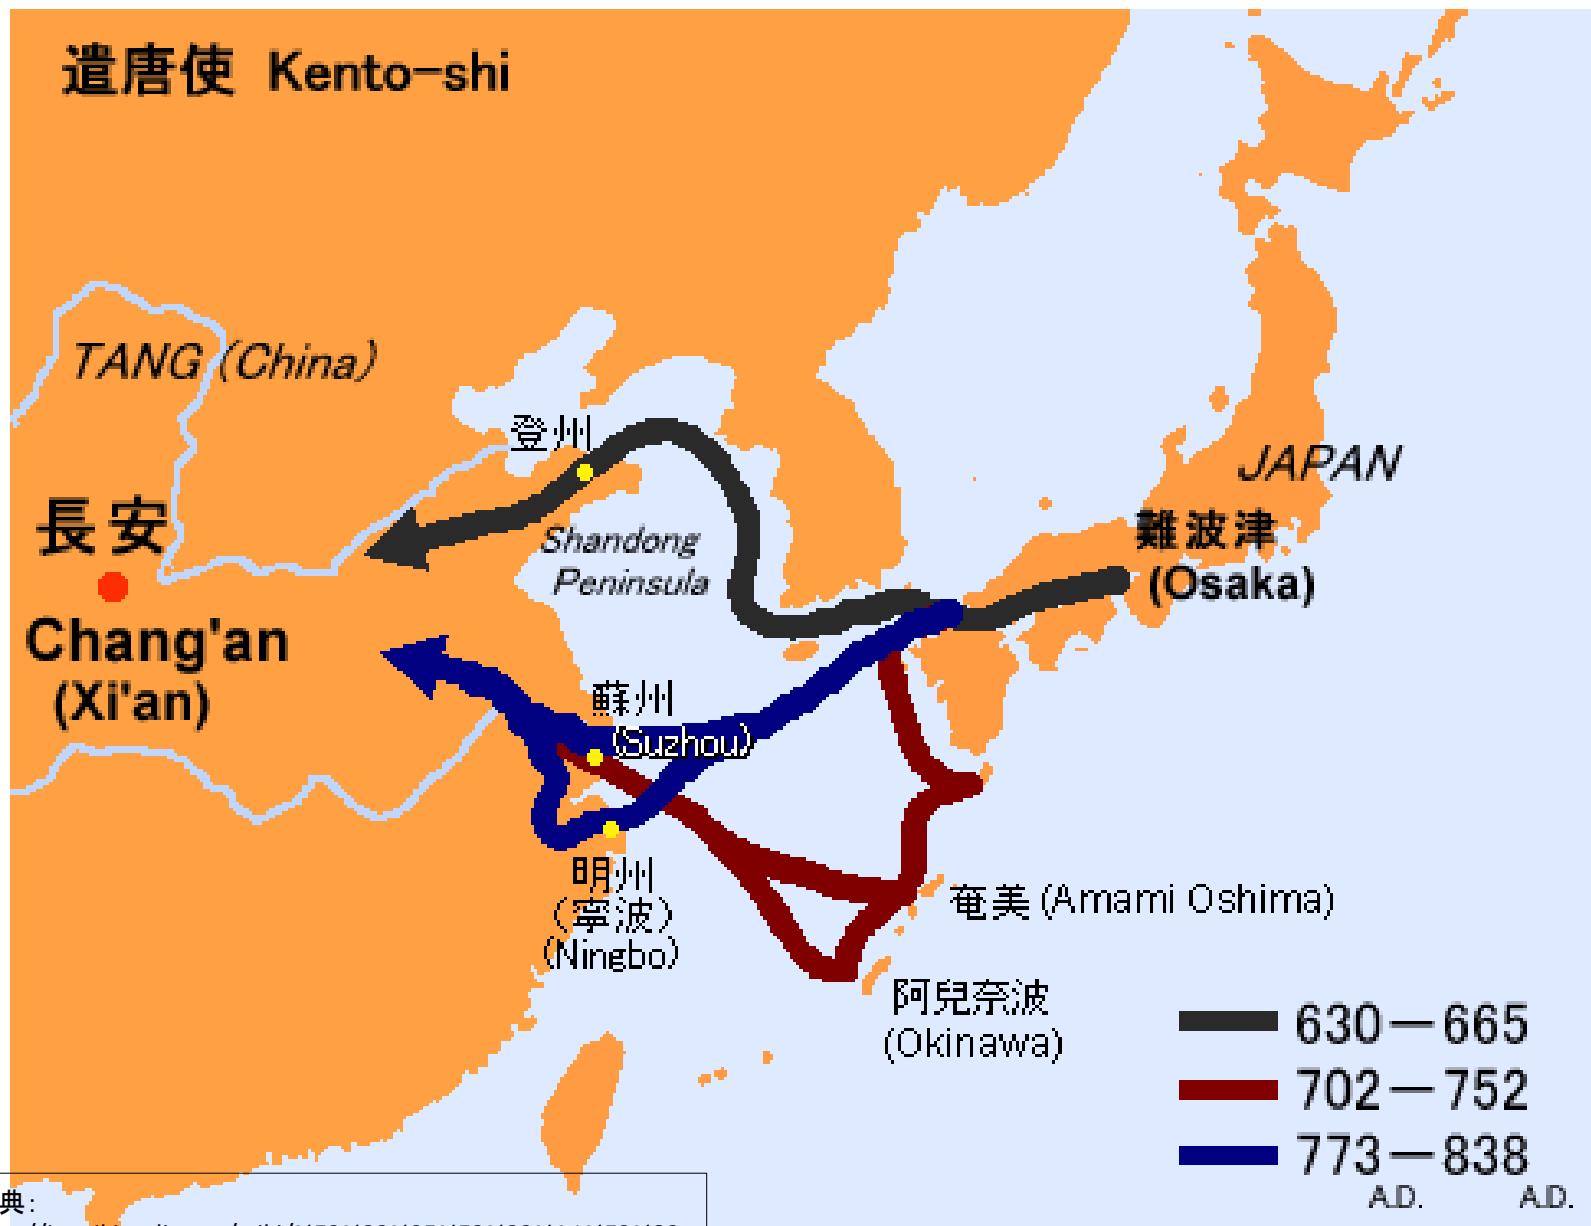 遣唐使 Kento-shi
TANG (China)
登州
JAPAN
長安
Shandong
Peninsula
難波津
(Osaka)
Chang'an
(Xi'an)
蘇州
(Suzhou)
明州
(寧波)
(Ningbo)
奄美 (Amami Oshima)
阿兒奈波
(Okinawa)
630—665
702—752
773—838
A.D. A.D.
典: